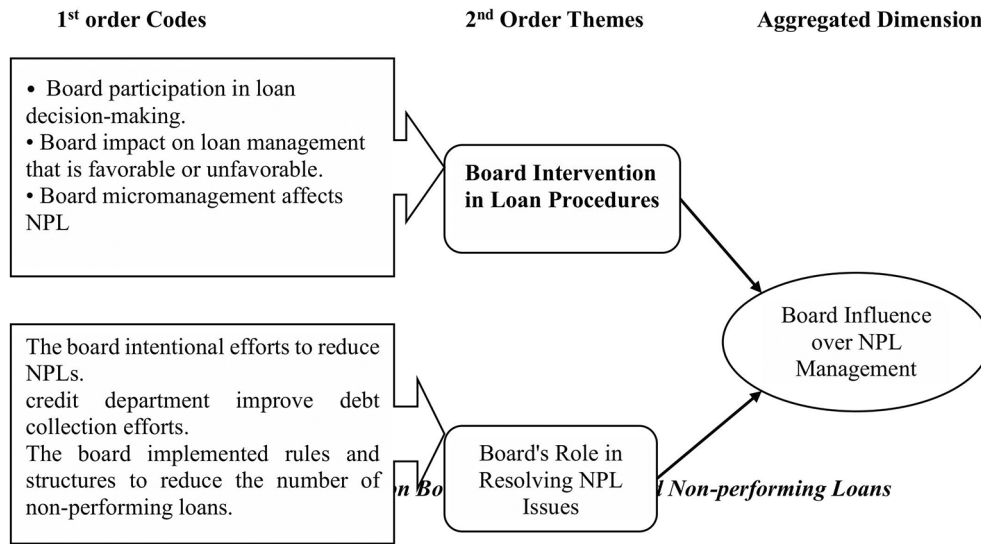 1st order Codes
2nd Order Themes
Aggregated Dimension
• Board participation in loan
decision-making.
• Board impact on loan management
that is favorable or unfavorable.
• Board micromanagement affects
NPL
Board Intervention
in Loan Procedures
Board Influence
over NPL
Management
The board intentional efforts to reduce
NPLs.
credit department improve debt
collection efforts.
The board implemented rules and
structures to reduce the number of
non-performing loans.
Board's Role in
Resolving NPL
Issues
Non-performing Loans